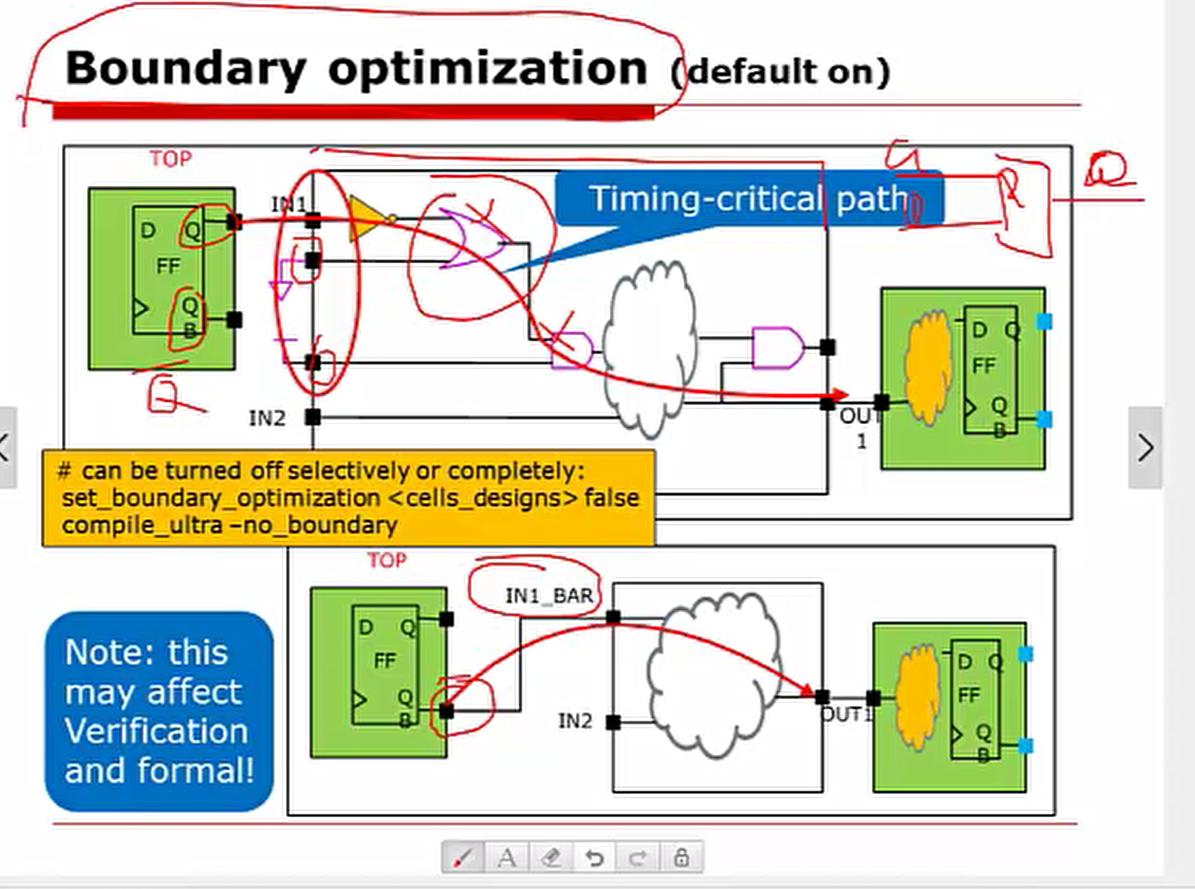 Boundary optimization (default on)
TOP
Timing-critical path
Q
IN1
D Q
FF
Q
B
Q
IN2
D Q
FF
Q
B
OUT
1
# can be turned off selectively or completely:
set_boundary_optimization <cells_designs> false
compile_ultra –no_boundary
TOP
IN1_BAR
D Q
FF
Q
B
IN2
OUT1
D Q
FF
Q
B
Note: this
may affect
Verification
and formal!
A